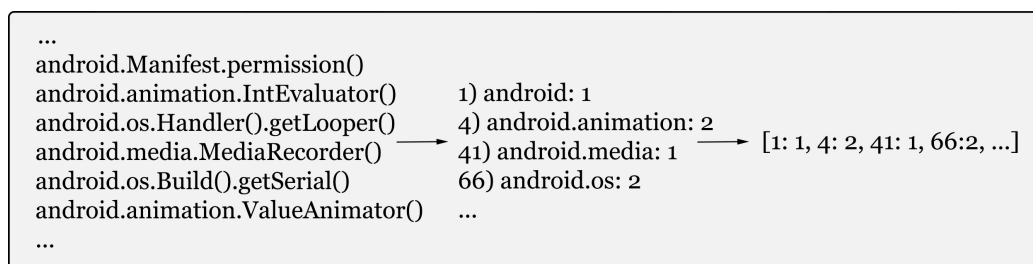 ...
android.Manifest.permission()
android.animation.IntEvaluator()
android.os.Handler().getLooper()
android.media.MediaRecorder()
android.os.Build().getSerial()
android.animation.ValueAnimator()
...
1) android: 1
4) android.animation: 2
41) android.media: 1
66) android.os: 2
...
[1: 1, 4: 2, 41: 1, 66:2, ...]